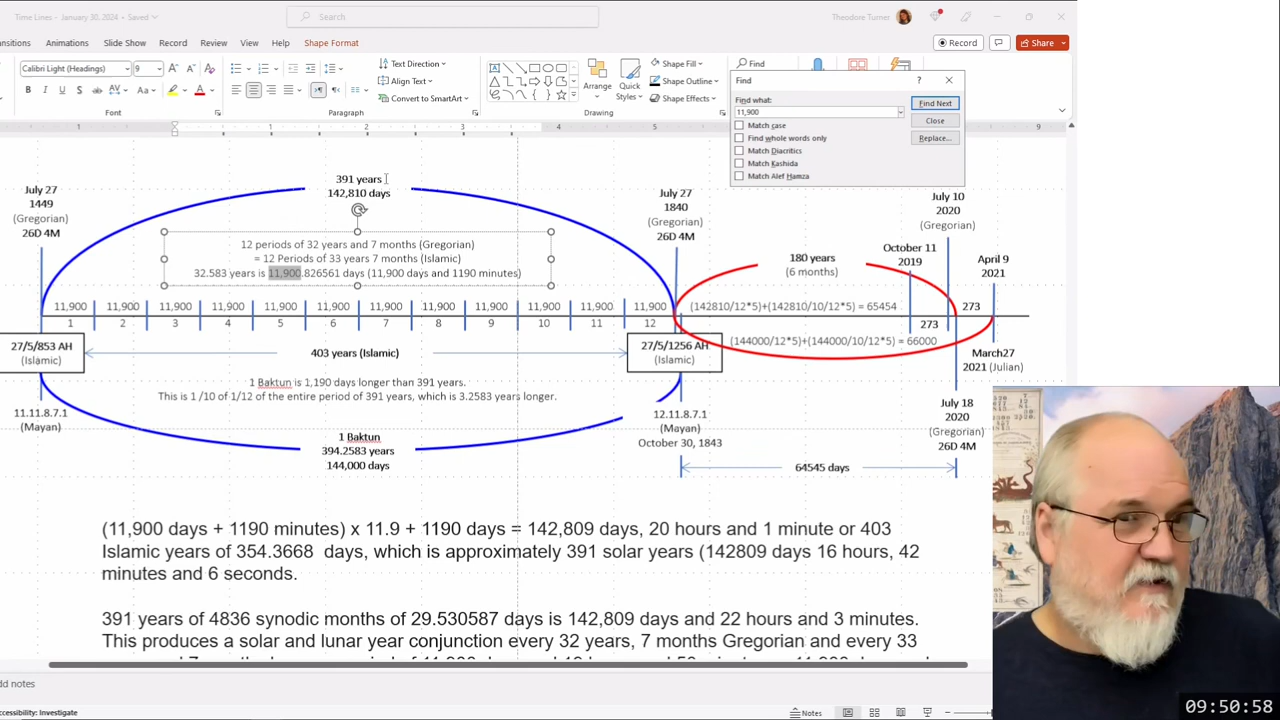 Time Lines - January 30, 2024 • Saved
Search
Theodore Turner
Animations
Slide Show
Record
Review
View
Help
Shape Format
Record
Share
Calibri Light (Headings)
9
Text Direction
Align Text
Convert to SmartArt
Arrange
Quick
Styles
Shape Fill
Shape Outline
Shape Effects
Find
Font
Paragraph
Drawing
Find
?
Find what:
11,900
Find Next
Match case
Close
Find whole words only
Replace...
Match Diacritics
Match Kashida
Match Alef Hamza
1
1
2
4
5
9
391 years
142,810 days
July 27
1449
(Gregorian)
26D 4M
July 27
1840
(Gregorian)
26D 4M
July 10
2020
(Gregorian)
October 11
2019
April 9
2021
12 periods of 32 years and 7 months (Gregorian)
= 12 Periods of 33 years 7 months (Islamic)
32.583 years is 11,900.826561 days (11,900 days and 1190 minutes)
180 years
(6 months)
11,900 11,900 11,900 11,900 11,900 11,900 11,900 11,900 11,900 11,900 11,900 11,900
(142810/12*5)+(142810/10/12*5) = 65454
273
1 2 3 4 5 6 7 8 9 10 11 12
273
27/5/853 AH
(Islamic)
403 years (Islamic)
27/5/1256 AH
(Islamic)
(144000/12*5)+(144000/10/12*5) = 66000
March27
2021 (Julian)
1 Baktun is 1,190 days longer than 391 years.
This is 1 /10 of 1/12 of the entire period of 391 years, which is 3.2583 years longer.
11.11.8.7.1
(Mayan)
12.11.8.7.1
(Mayan)
October 30, 1843
July 18
2020
(Gregorian)
26D 4M
1 Baktun
394.2583 years
144,000 days
64545 days
(11,900 days + 1190 minutes) x 11.9 + 1190 days = 142,809 days, 20 hours and 1 minute or 403
Islamic years of 354.3668 days, which is approximately 391 solar years (142809 days 16 hours, 42
minutes and 6 seconds.
391 years of 4836 synodic months of 29.530587 days is 142,809 days and 22 hours and 3 minutes.
This produces a solar and lunar year conjunction every 32 years, 7 months Gregorian and every 33
dd notes
ccessibility: Investigate
Notes
09:50:58